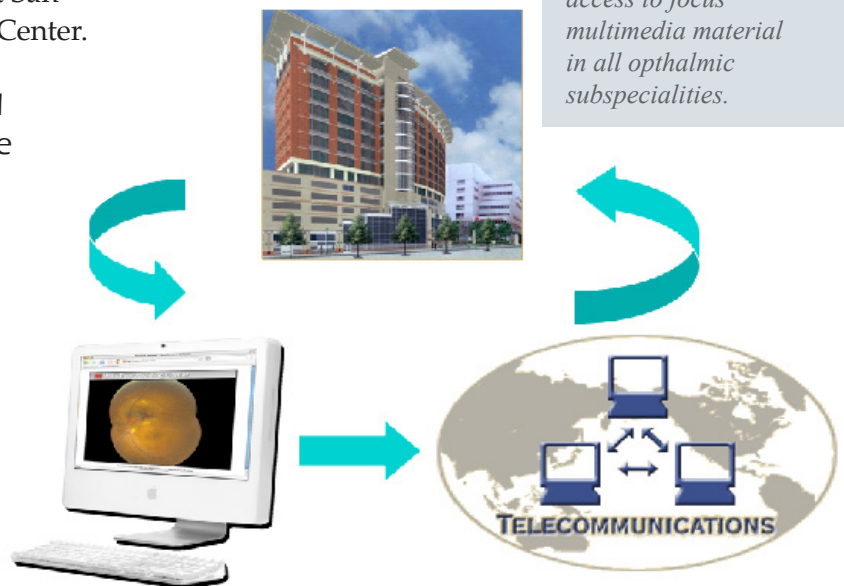 Center.
e
access to focus
multimedia material
in all opthalmic
subspecialities.
TELECOMMUNICATIONS